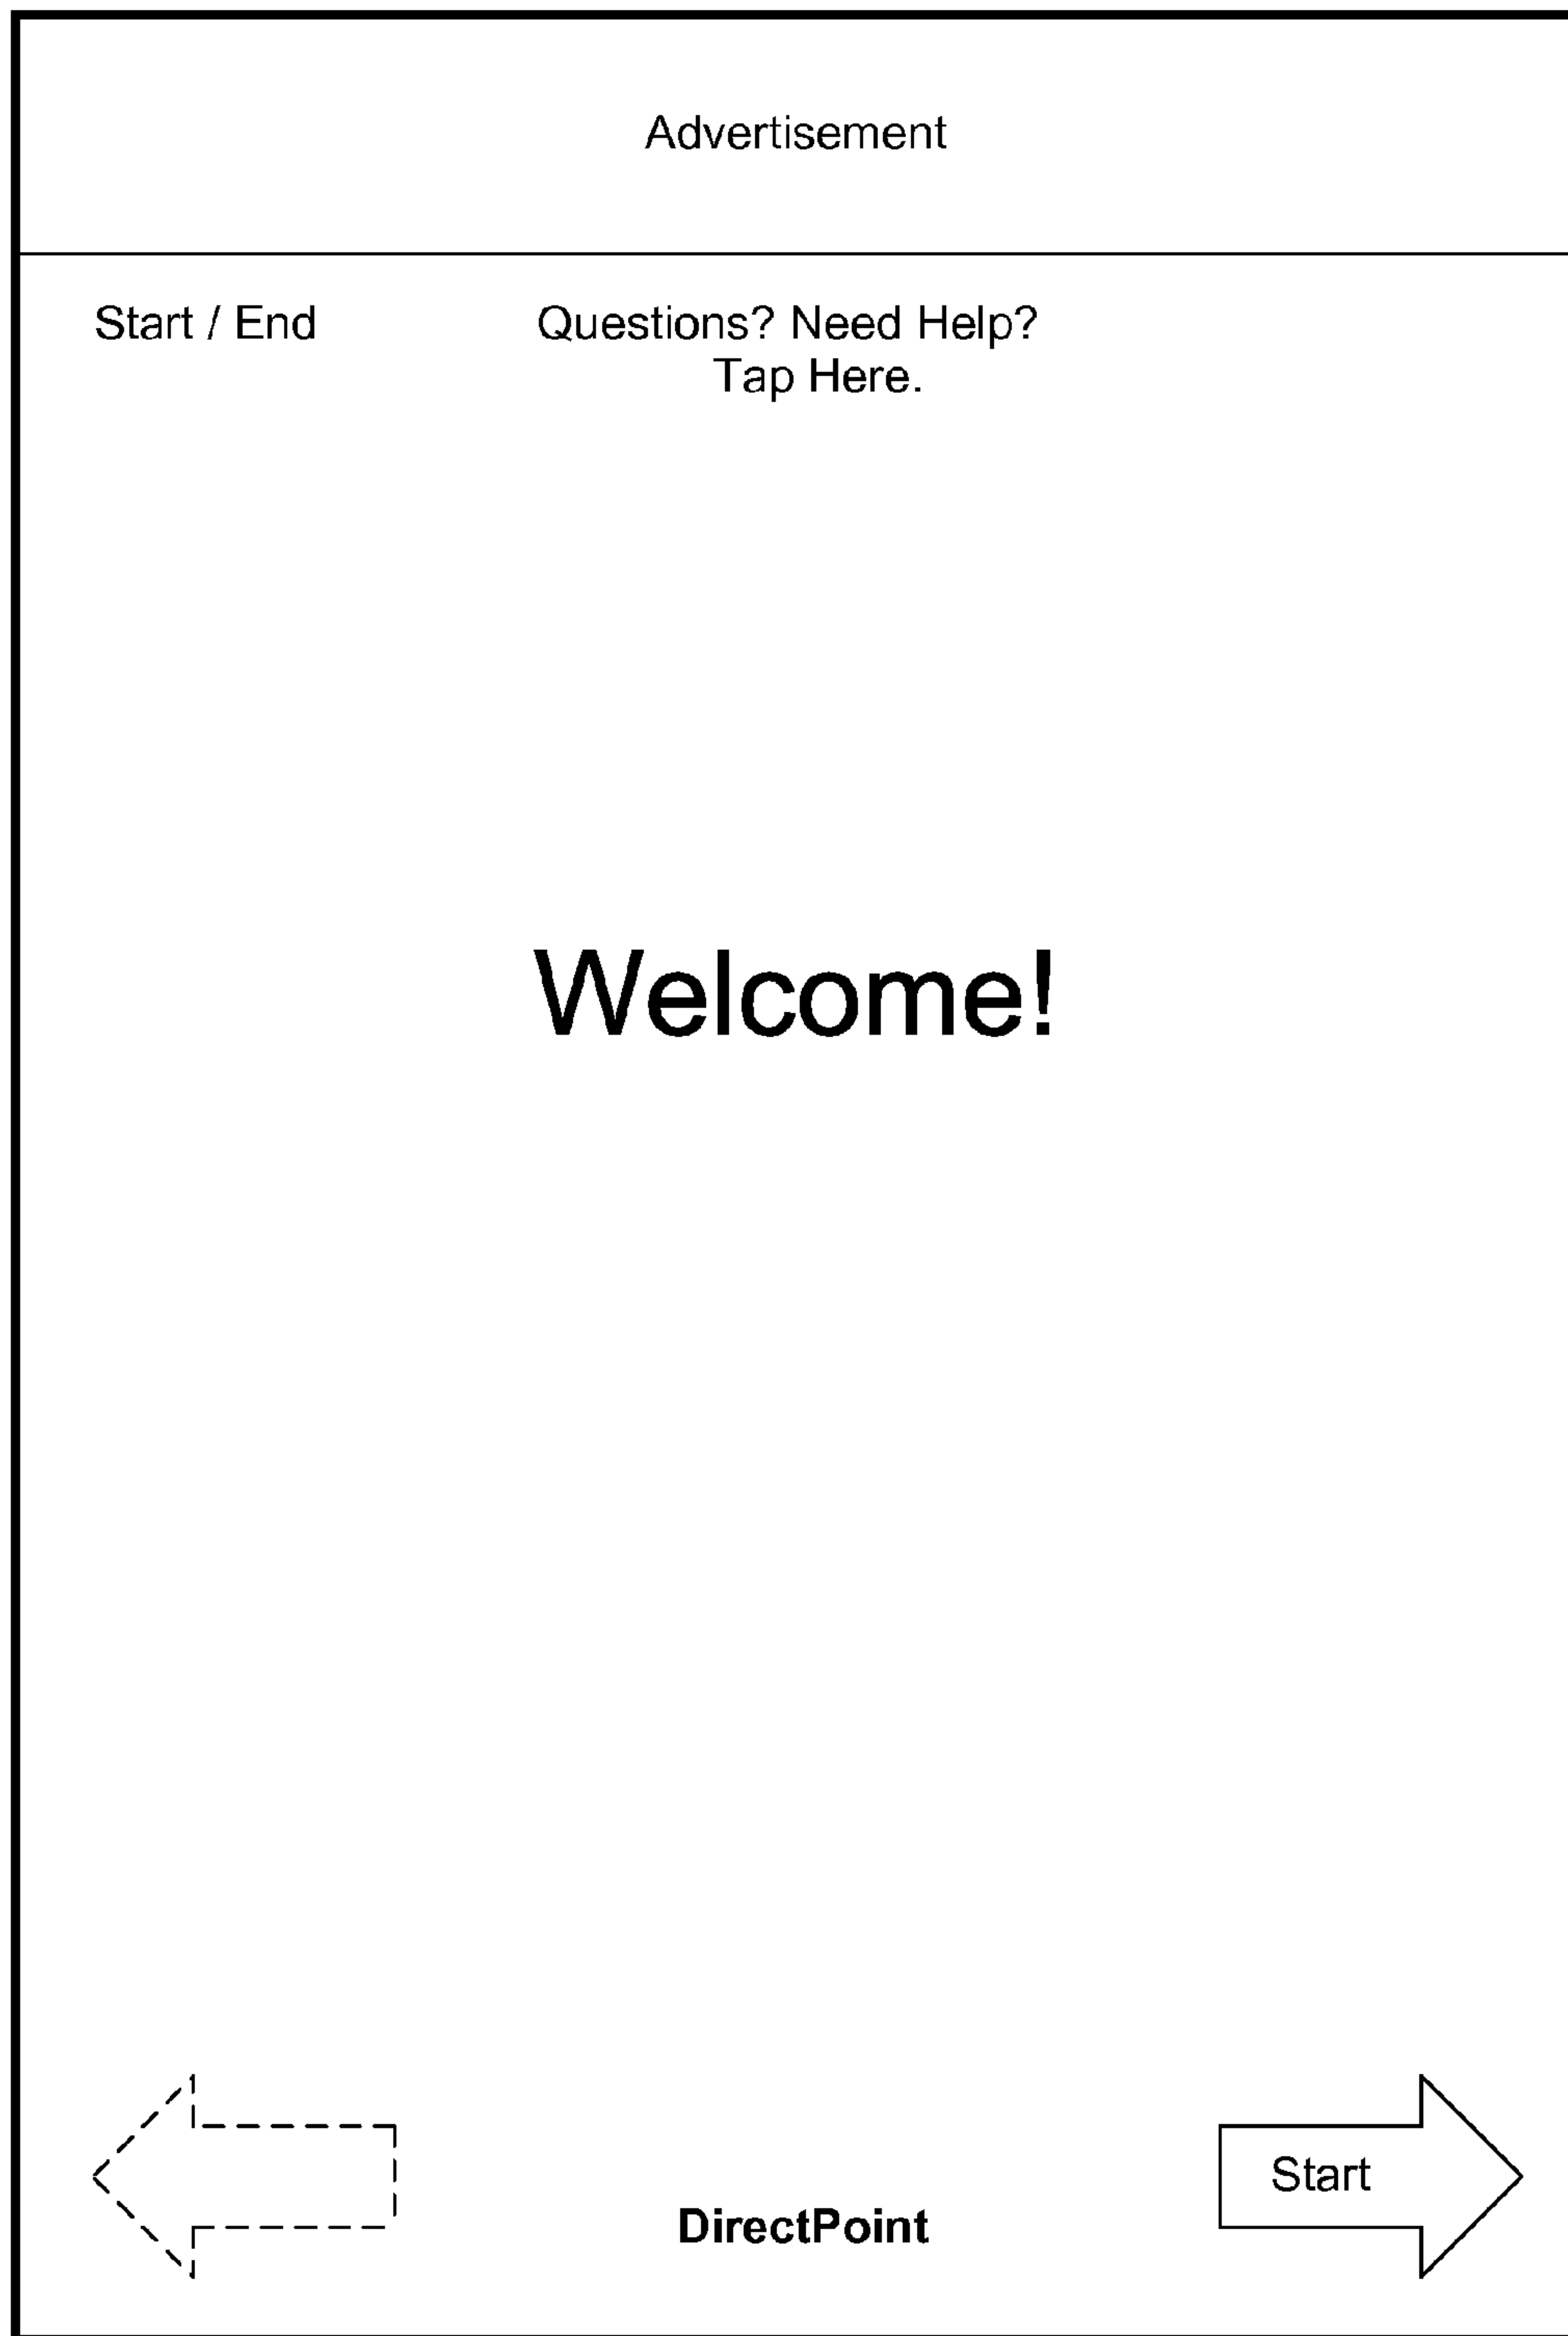 Advertisement
Start / End
Questions? Need Help?
Tap Here.
Welcome!
Start
DirectPoint